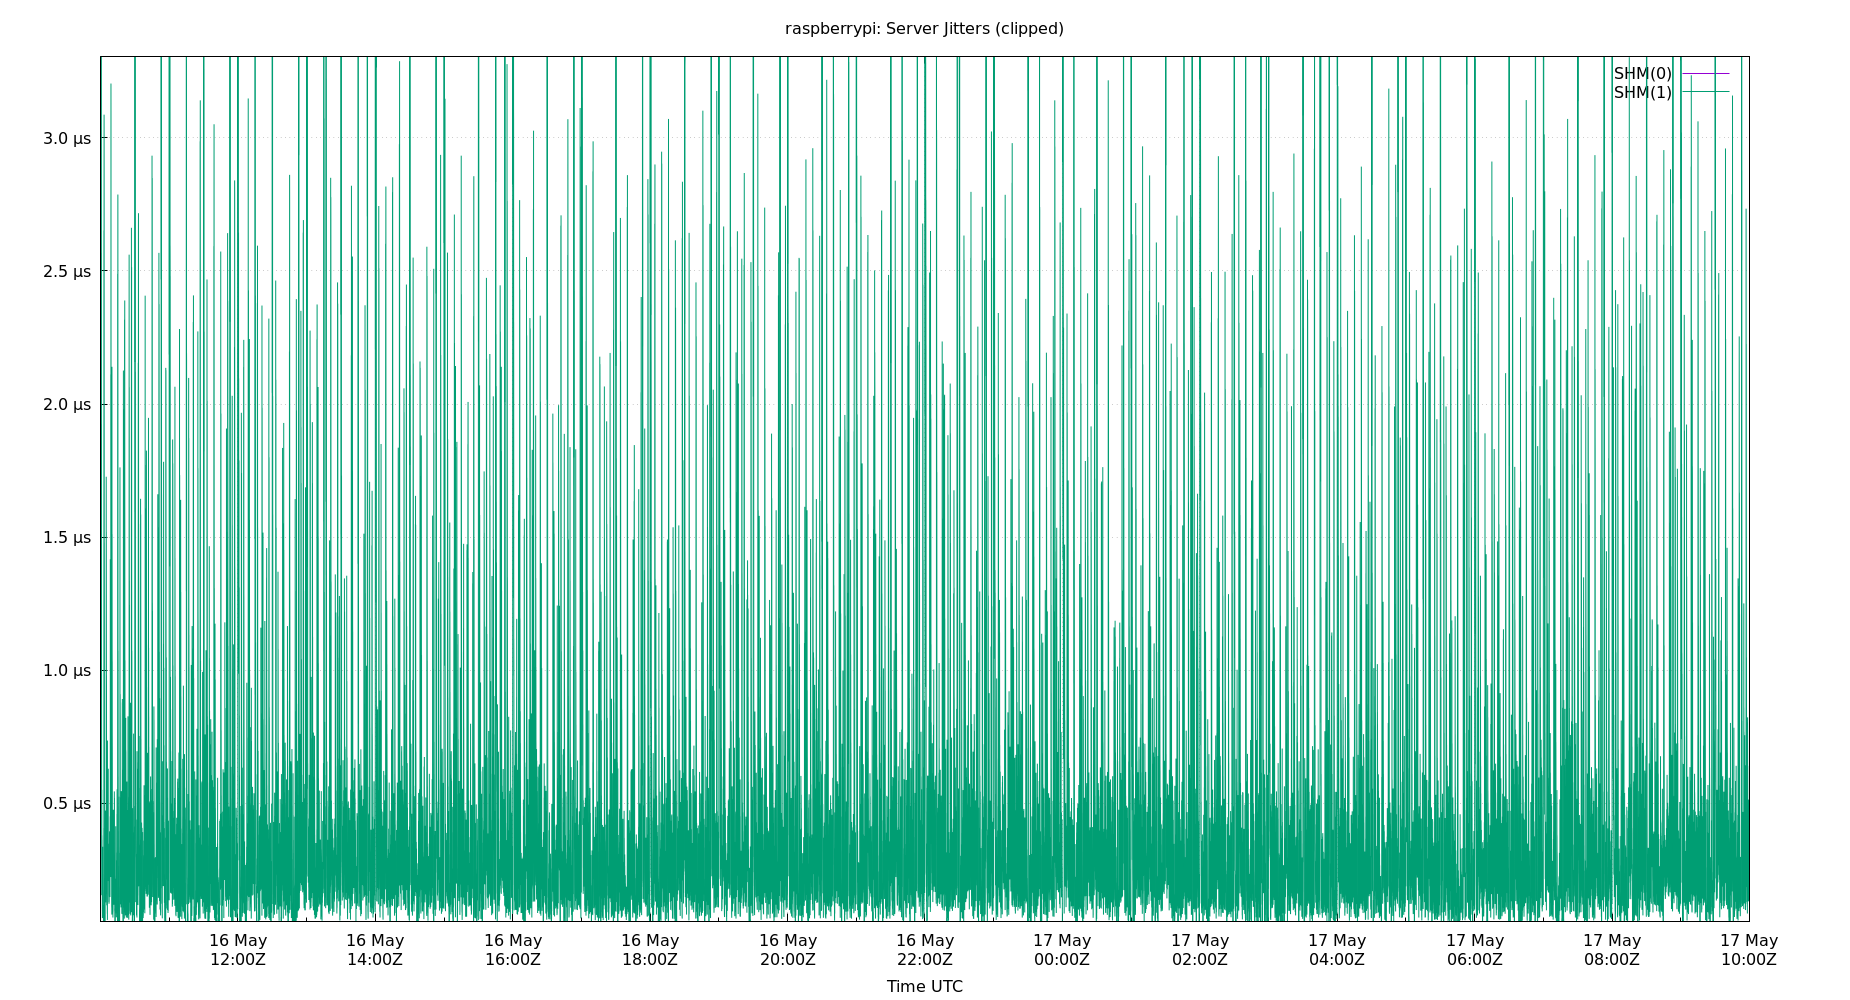 raspberrypi: Server Jitters (clipped)
SHM(0)
SHM(1)
3.0 µs
2.5 µs
2.0 µs
1.5 µs
1.0 µs
0.5 µs
16 May 16 May 16 May 16 May 16 May 16 May 17 May 17 May 17 May 17 May 17 May 17 May
12:00Z 14:00Z 16:00Z 18:00Z 20:00Z 22:00Z 00:00Z 02:00Z 04:00Z 06:00Z 08:00Z 10:00Z
Time UTC